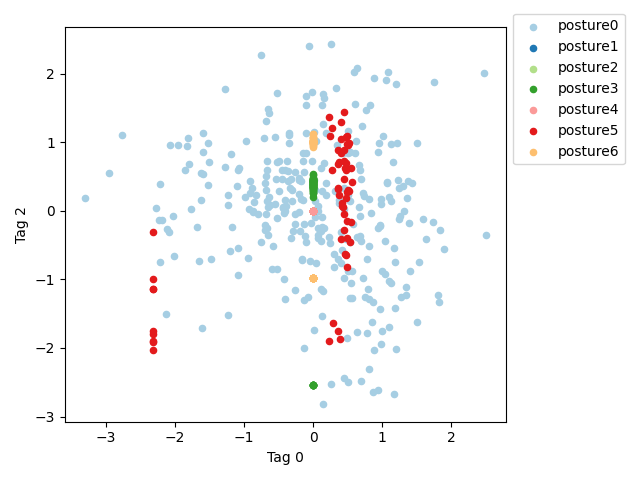 posture0
posture1
posture2
posture3
posture4
posture5
posture6
2
1
0
−1
−2
−3
Tag 2
−3 −2 −1 0 1 2
Tag 0